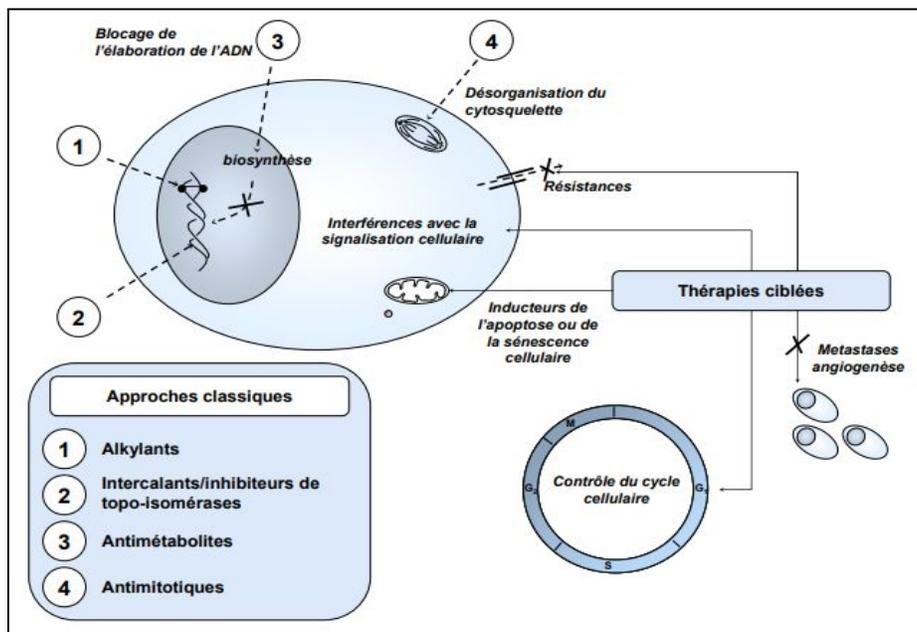 Blocage de
l'élaboration de l'ADN
3
4
Désorganisation du
cytosquelette
1
biosynthèse
Résistances
Interférences avec la
signalisation cellulaire
Thérapies ciblées
2
Inducteurs de
l'apoptose ou de
la sénescence
cellulaire
Metastases
angiogenèse
Approches classiques
1 Alkylants
2 Intercalants/inhibiteurs de
topo-isomérases
3 Antimétabolites
4 Antimitotiques
M
G₂
Contrôle du cycle
cellulaire
G₁
S